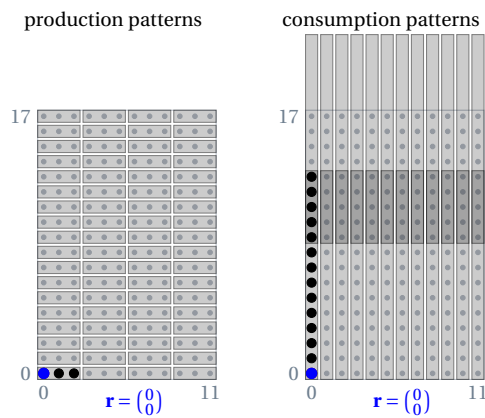 production patterns
consumption patterns
17
17
0
0
0
11
0
11
r = (0 0)
r = (0 0)